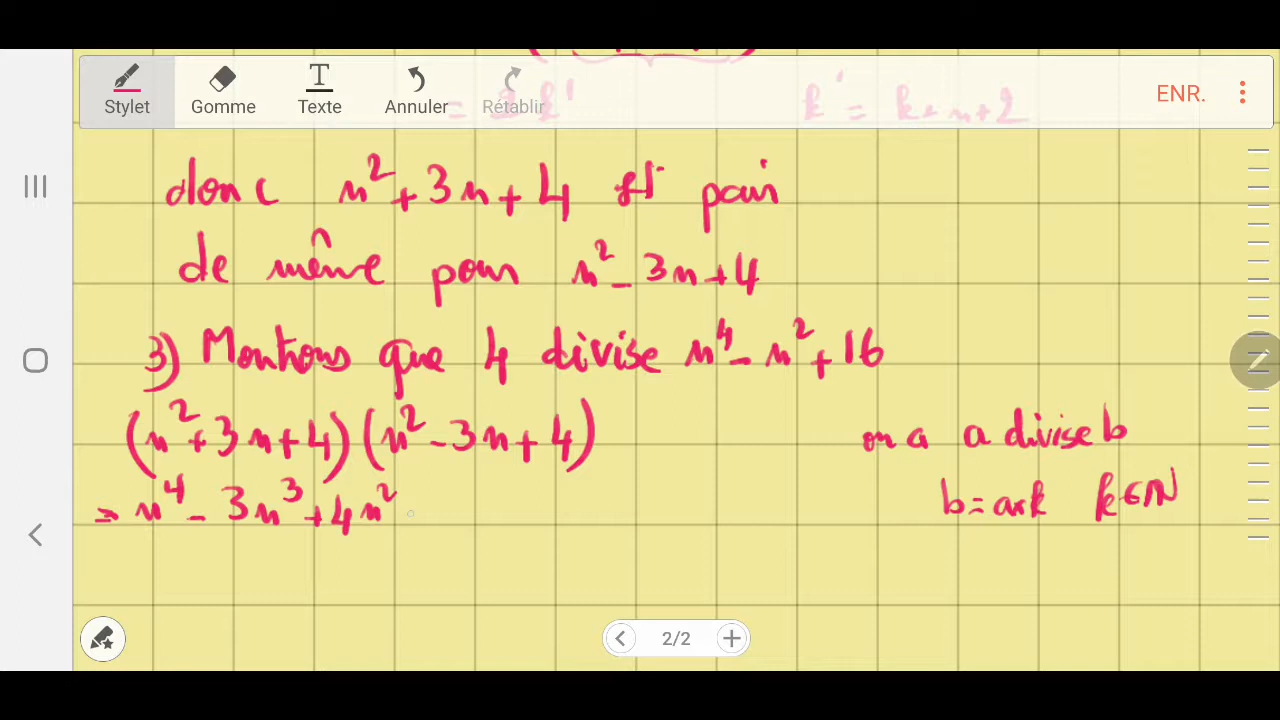 ENR.
Stylet Gomme Texte Annuler Rétablir
= 2k' k' = k + n + 2
donc n² + 3n + 4 est pair
de même pour n² - 3n + 4
3) Montrons que 4 divise n⁴ - n² + 16
(n² + 3n + 4)(n² - 3n + 4)
on a a divise b
= n⁴ - 3n³ + 4n²
b = a×k k∈ℕ
2/2